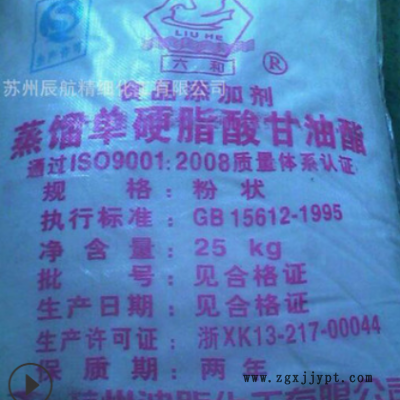 LIU HE
六和
®
苏州辰航精细化工有限公司
食品添加剂
蒸馏单硬脂酸甘油酯
通过ISO9001:2008质量体系认证
规格:粉状
执行标准:GB 15612-1995
净含量:25 kg
批号:见合格证
生产日期:见合格证
生产许可证:浙XK13-217-00044
保质期:两年
www.zgxjjypt.com